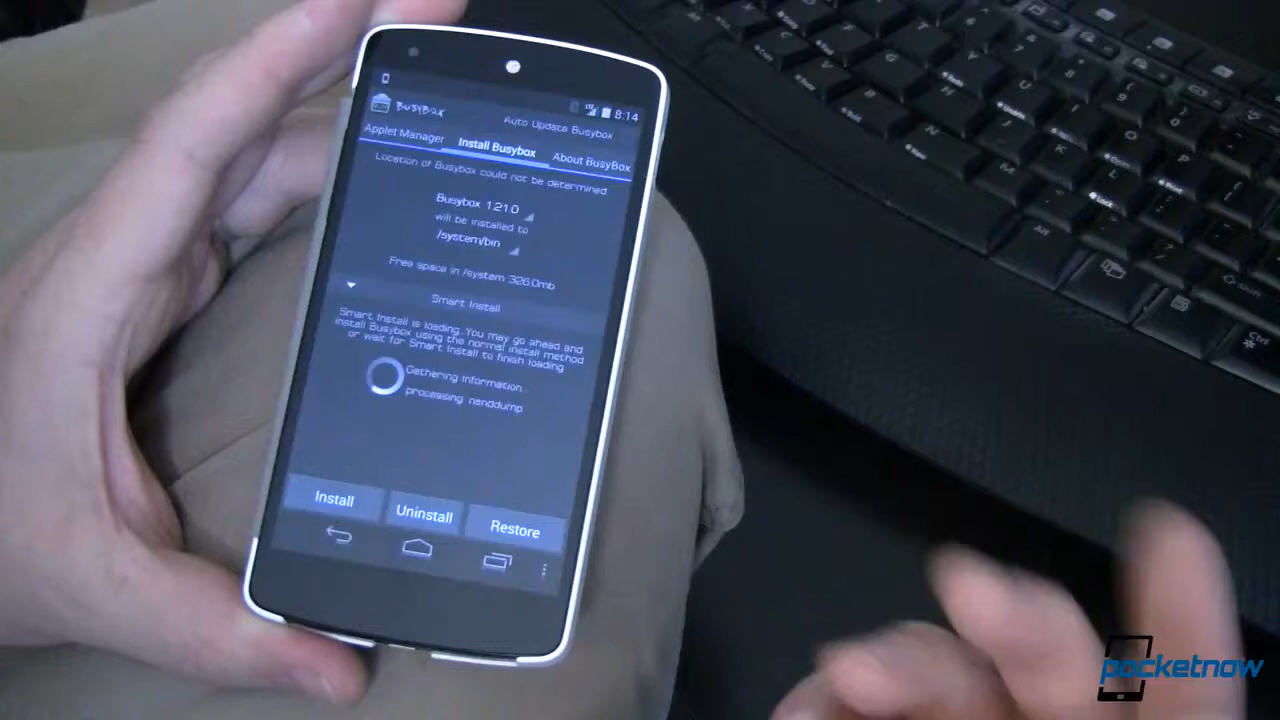 8:14
BusyBox
Auto Update Busybox
Applet Manager
Install Busybox
About BusyBox
Location of Busybox could not be determined
Busybox 1.21.0
will be installed to
/system/bin
Free space in /system 326.0mb
Smart Install
Smart Install is loading. You may go ahead and
install Busybox using the normal install method
or wait for Smart Install to finish loading
Gathering Information...
processing nanddump
Install
Uninstall
Restore
Alt
Shift
Ctrl
pocketnow